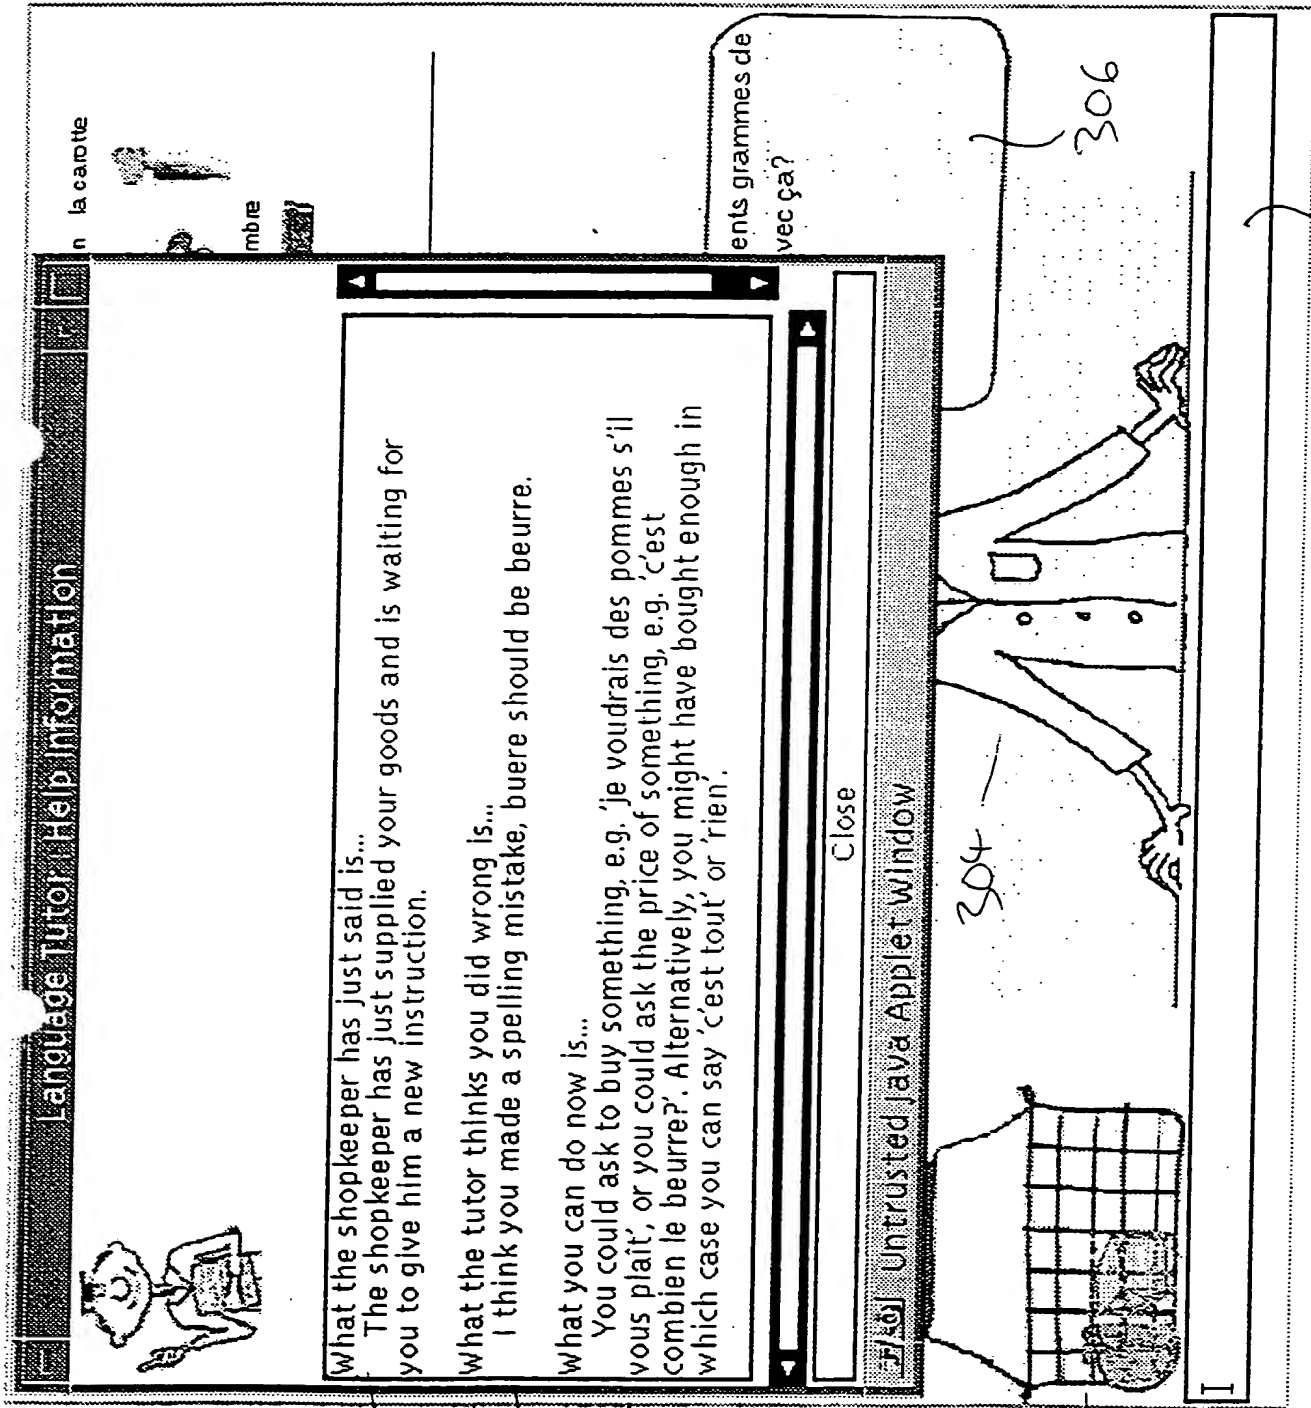 Language Tutor : Help Information
What the shopkeeper has just said is...
The shopkeeper has just supplied your goods and is waiting for
you to give him a new instruction.
What the tutor thinks you did wrong is...
I think you made a spelling mistake, buere should be beurre.
What you can do now is...
You could ask to buy something, e.g. 'je voudrais des pommes s'il
vous plaît', or you could ask the price of something, e.g. 'c'est
combien le beurre?'. Alternatively, you might have bought enough in
which case you can say 'c'est tout' or 'rien'.
Close
Untrusted Java Applet Window
n la carotte
mbre
ents grammes de
vec ça?
304
306